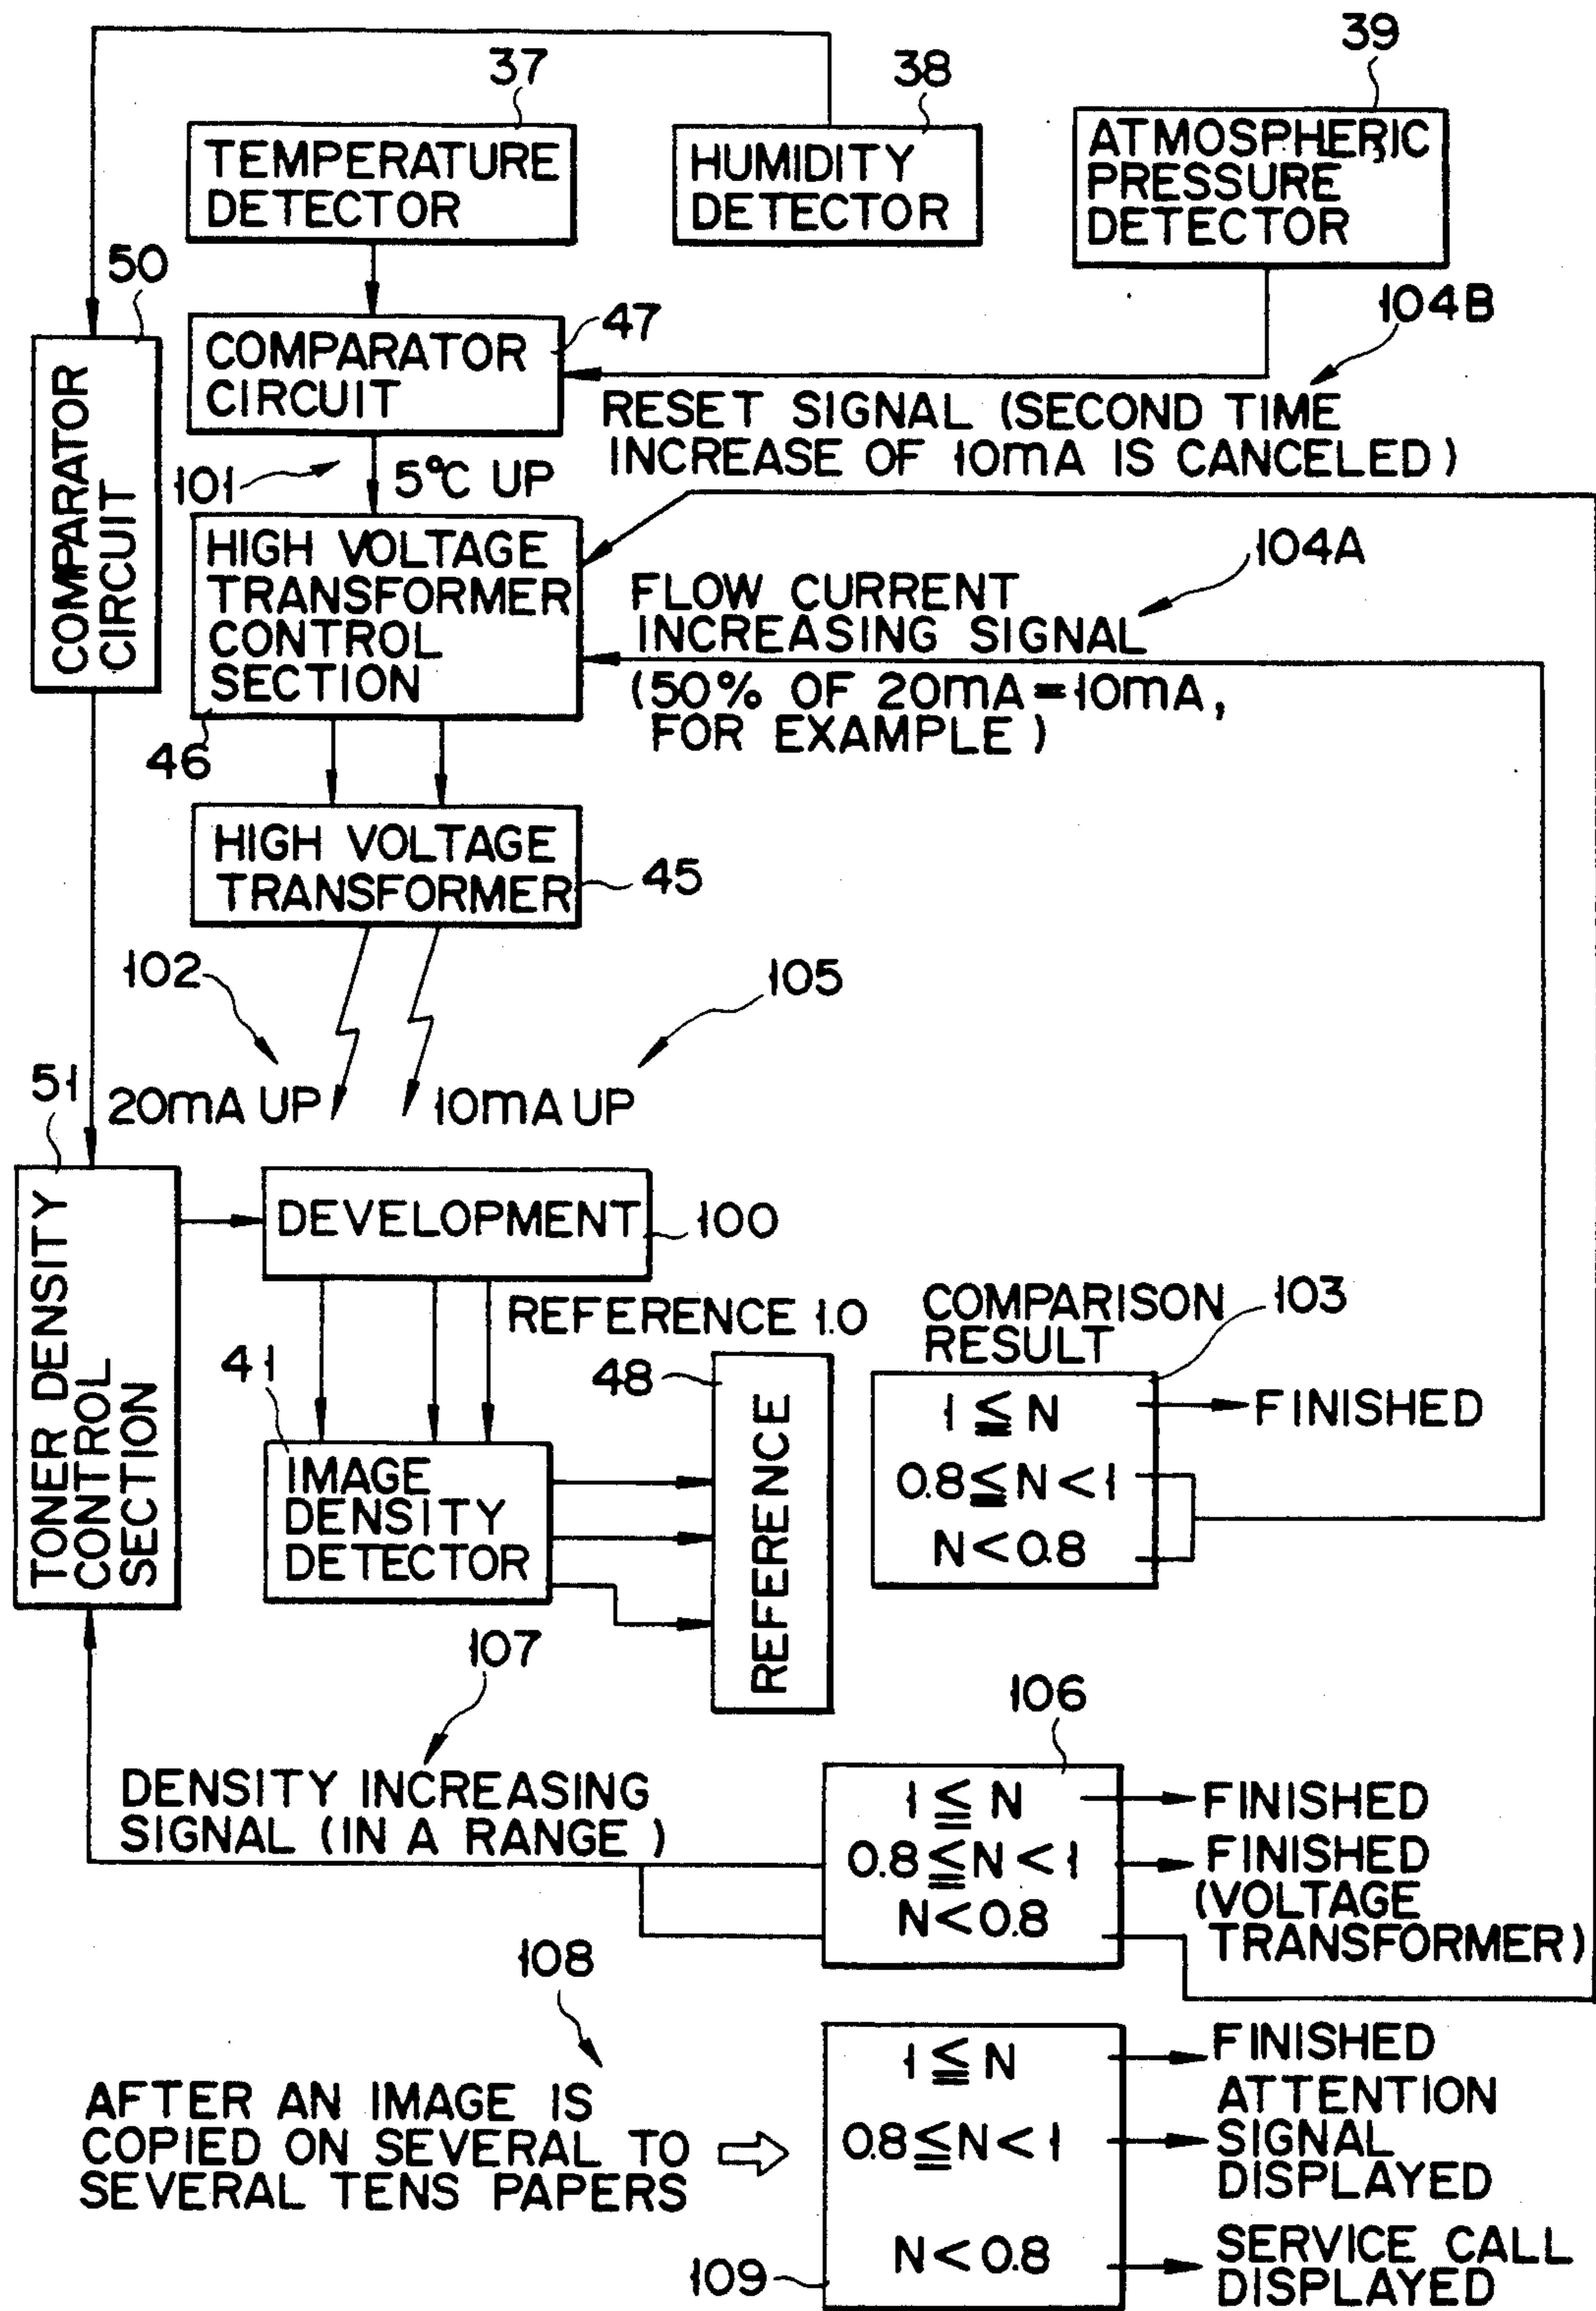 39
37
38
TEMPERATURE
DETECTOR
HUMIDITY
DETECTOR
ATMOSPHERIC
PRESSURE
DETECTOR
50
47
104B
COMPARATOR
CIRCUIT
COMPARATOR
CIRCUIT
RESET SIGNAL (SECOND TIME
INCREASE OF 10mA IS CANCELED)
101
5°C UP
HIGH VOLTAGE
TRANSFORMER
CONTROL
SECTION
104A
FLOW CURRENT
INCREASING SIGNAL
(50% OF 20mA=10mA,
FOR EXAMPLE)
46
HIGH VOLTAGE
TRANSFORMER
45
102
105
51
20mA UP
10mA UP
TONER DENSITY
CONTROL
SECTION
DEVELOPMENT
100
REFERENCE 1.0
COMPARISON
RESULT
103
41
48
IMAGE
DENSITY
DETECTOR
REFERENCE
1≦N
FINISHED
0.8≦N<1
N<0.8
107
106
DENSITY INCREASING
SIGNAL (IN A RANGE)
1≦N
FINISHED
0.8≦N<1
FINISHED
(VOLTAGE
TRANSFORMER)
N<0.8
108
AFTER AN IMAGE IS
COPIED ON SEVERAL TO
SEVERAL TENS PAPERS
1≦N
FINISHED
0.8≦N<1
ATTENTION
SIGNAL
DISPLAYED
N<0.8
SERVICE CALL
DISPLAYED
109